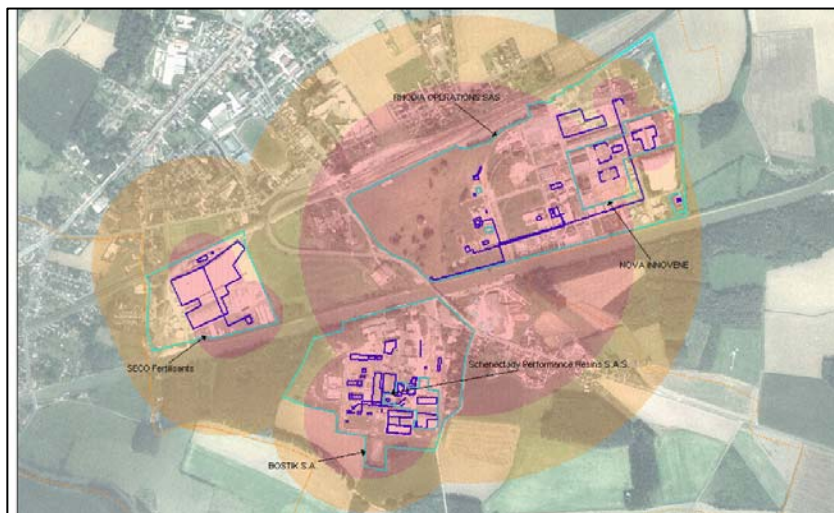 RHODIA OPERATIONS SAS
NOVA INNOVENE
SECO Fertilisants
Schenectady Performance Resins S.A.S.
BOSTIK S.A.